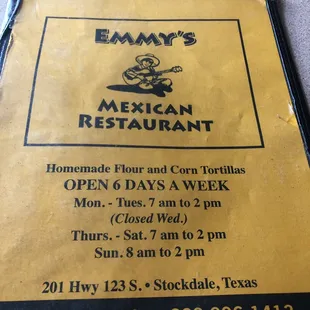 EMMY'S
MEXICAN
RESTAURANT
Homemade Flour and Corn Tortillas
OPEN 6 DAYS A WEEK
Mon. - Tues. 7 am to 2 pm
(Closed Wed.)
Thurs. - Sat. 7 am to 2 pm
Sun. 8 am to 2 pm
201 Hwy 123 S. • Stockdale, Texas